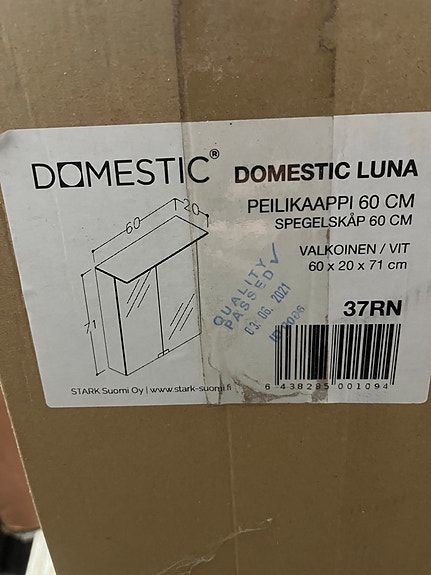 DOMESTIC®
DOMESTIC LUNA
PEILIKAAPPI 60 CM
SPEGELSKÅP 60 CM
VALKOINEN / VIT
60 x 20 x 71 cm
37RN
60
20
71
QUALITY
PASSED
03. 06. 2021
STARK Suomi Oy | www.stark-suomi.fi
6 438295 001094